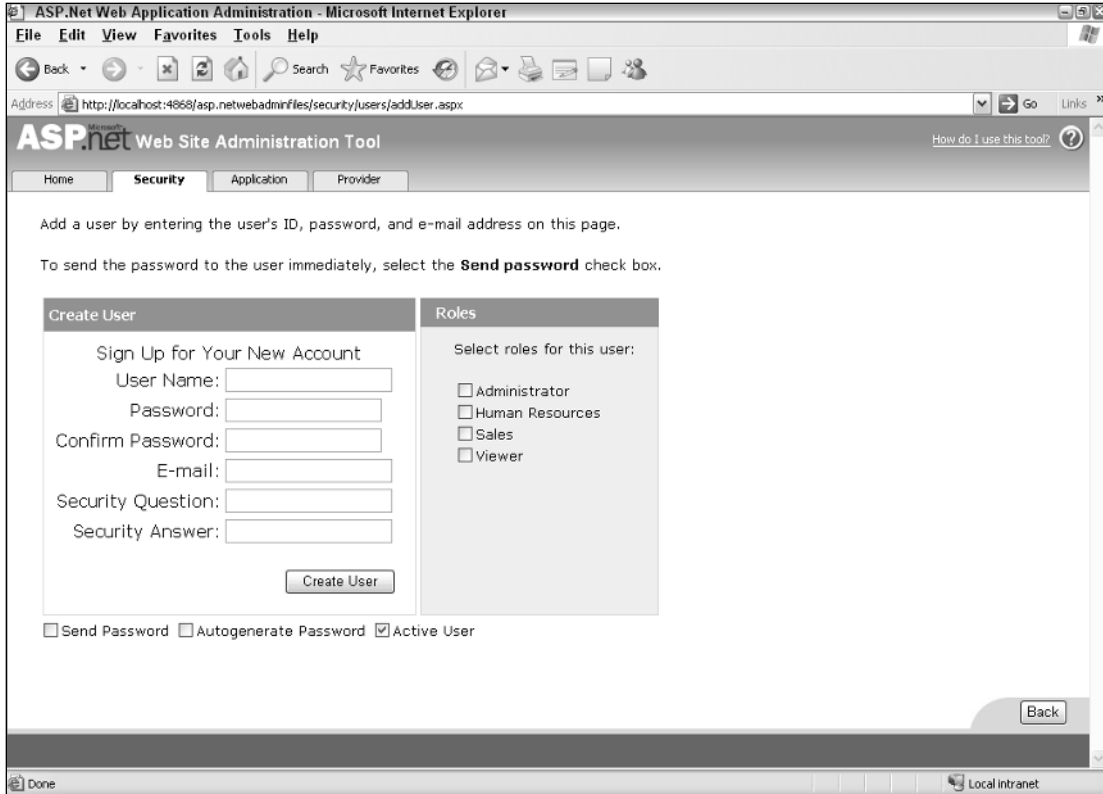 ASP.Net Web Application Administration - Microsoft Internet Explorer
File Edit View Favorites Tools Help
Back Search Favorites
Address http://localhost:4868/asp.netwebadminfiles/security/users/addUser.aspx Go Links »
Microsoft
ASP.net Web Site Administration Tool How do I use this tool? ?
Home Security Application Provider
Add a user by entering the user's ID, password, and e-mail address on this page.
To send the password to the user immediately, select the Send password check box.
Create User
Sign Up for Your New Account
User Name:
Password:
Confirm Password:
E-mail:
Security Question:
Security Answer:
Create User
Roles
Select roles for this user:
Administrator
Human Resources
Sales
Viewer
Send Password Autogenerate Password Active User
Back
Done Local intranet